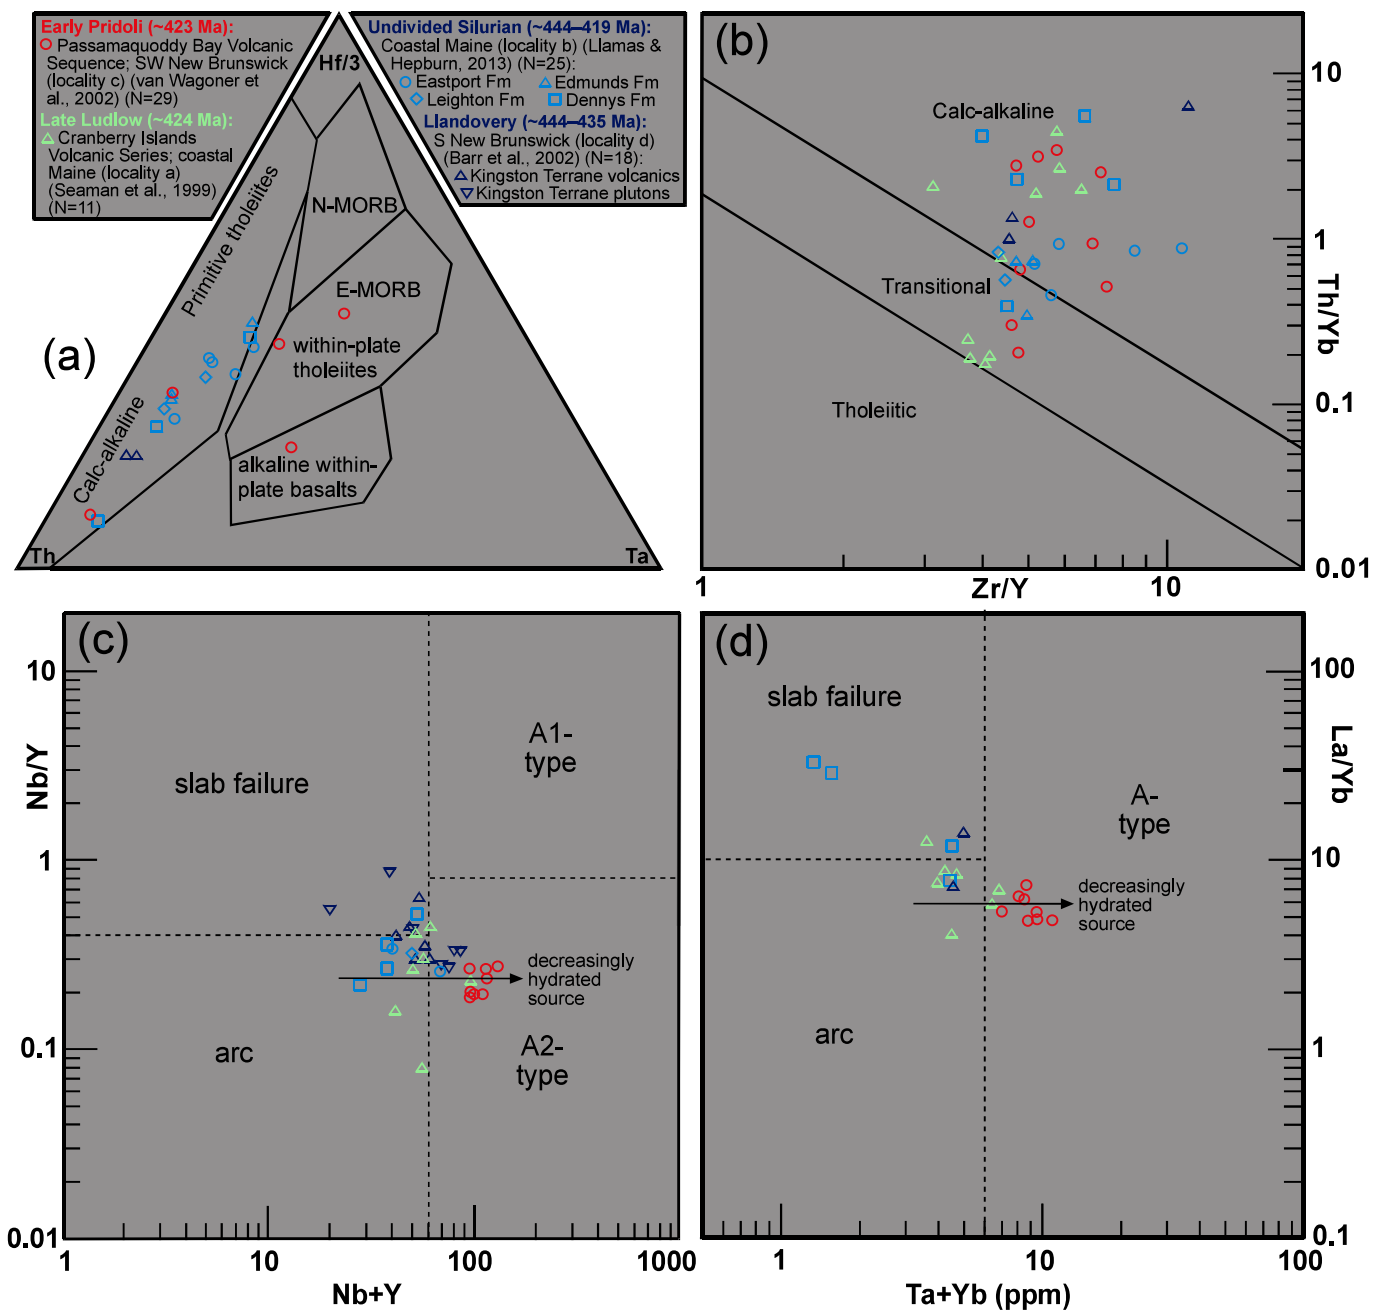 Early Pridoli (~423 Ma):
Passamaquoddy Bay Volcanic
Sequence; SW New Brunswick
(locality c) (van Wagoner et
al., 2002) (N=29)
Late Ludlow (~424 Ma):
Cranberry Islands
Volcanic Series; coastal
Maine (locality a)
(Seaman et al., 1999)
(N=11)
Undivided Silurian (~444–419 Ma):
Coastal Maine (locality b) (Llamas &
Hepburn, 2013) (N=25):
Eastport Fm Edmunds Fm
Leighton Fm Dennys Fm
Llandovery (~444–435 Ma):
S New Brunswick (locality d)
(Barr et al., 2002) (N=18):
Kingston Terrane volcanics
Kingston Terrane plutons
(a)
Hf/3
Primitive tholeiites
N-MORB
E-MORB
within-plate
tholeiites
Calc-alkaline
alkaline within-
plate basalts
Th
Ta
(b)
Calc-alkaline
Transitional
Tholeiitic
10
1
0.1
0.01
Th/Yb
1
Zr/Y
10
(c)
10
1
0.1
0.01
Nb/Y
slab failure
A1-
type
decreasingly
hydrated
source
arc
A2-
type
1
10
100
1000
Nb+Y
(d)
slab failure
A-
type
decreasingly
hydrated
source
arc
100
10
1
0.1
La/Yb
1
10
100
Ta+Yb (ppm)